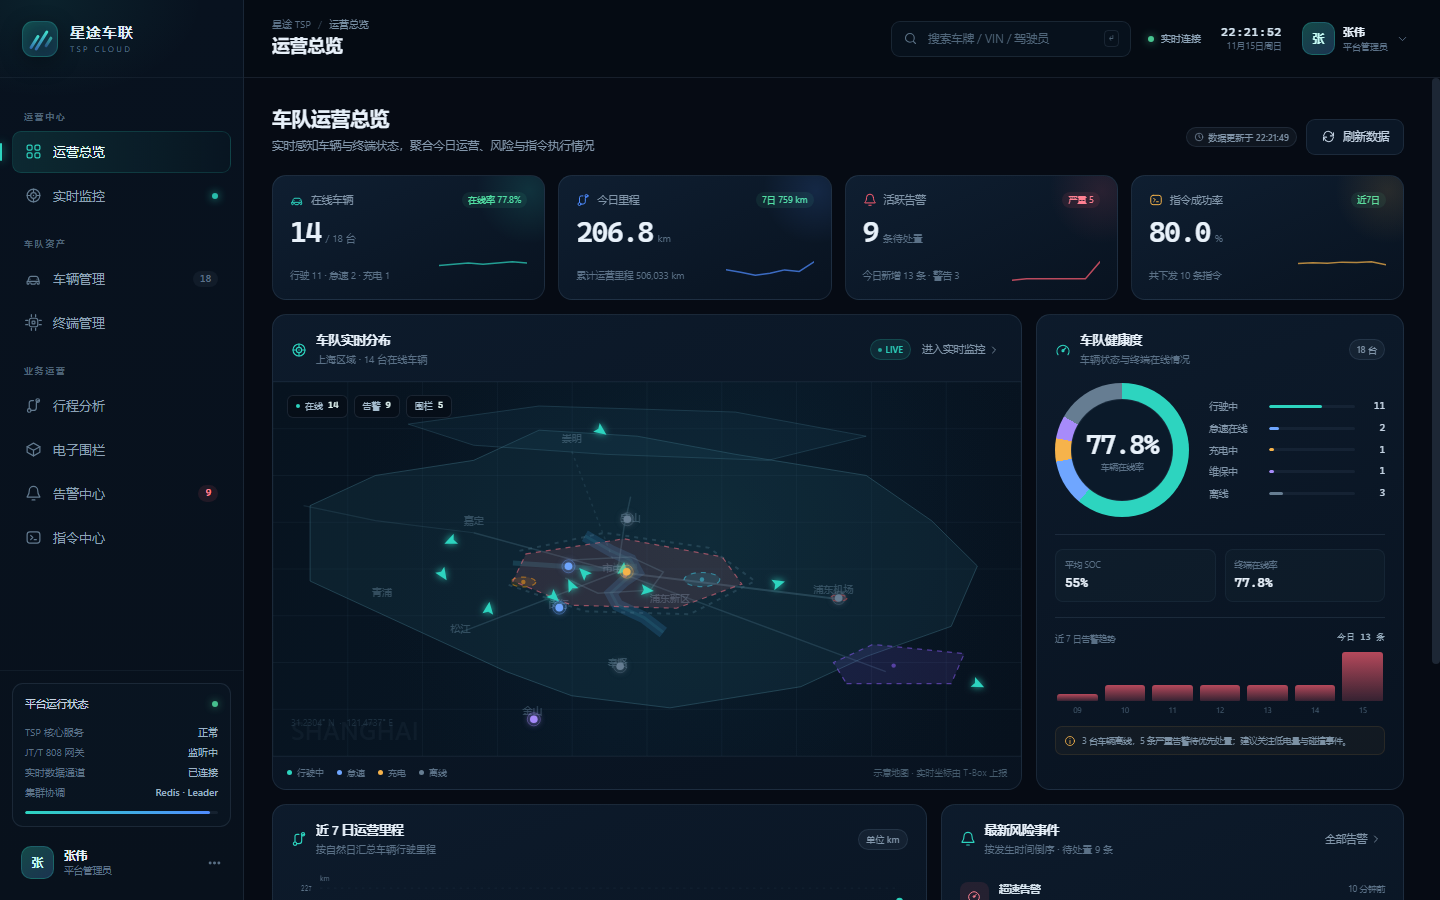 星途车联
TSP CLOUD
运营中心
运营总览
实时监控
车队资产
车辆管理
18
终端管理
业务运营
行程分析
电子围栏
告警中心
9
指令中心
平台运行状态
TSP 核心服务
正常
JT/T 808 网关
监听中
实时数据通道
已连接
集群协调
Redis · Leader
张
张伟
平台管理员
星途 TSP / 运营总览
运营总览
搜索车牌 / VIN / 驾驶员
实时连接
22:21:52
11月15日周日
张
张伟
平台管理员
车队运营总览
实时感知车辆与终端状态，聚合今日运营、风险与指令执行情况
数据更新于 22:21:49
刷新数据
在线车辆
在线率 77.8%
14 / 18 台
行驶 11 · 怠速 2 · 充电 1
今日里程
7日 759 km
206.8 km
累计运营里程 506,033 km
活跃告警
严重 5
9 条待处置
今日新增 13 条 · 警告 3
指令成功率
近7日
80.0 %
共下发 10 条指令
车队实时分布
上海区域 · 14 台在线车辆
LIVE
进入实时监控
在线 14
告警 9
围栏 5
崇明
宝山
嘉定
市
青浦
浦东新区
浦东机场
松江
奉贤
金山
31.2304° N 121.4737° E
SHANGHAI
行驶中
怠速
充电
离线
示意地图 · 实时坐标由 T-Box 上报
车队健康度
车辆状态与终端在线情况
18 台
77.8%
车辆在线率
行驶中
11
怠速在线
2
充电中
1
维保中
1
离线
3
平均 SOC
55%
终端在线率
77.8%
近 7 日告警趋势
今日 13 条
09
10
11
12
13
14
15
3 台车辆离线，5 条严重告警待优先处置；建议关注低电量与碰撞事件。
近 7 日运营里程
按自然日汇总车辆行驶里程
单位 km
km
227
最新风险事件
按发生时间倒序 · 待处置 9 条
全部告警
超速告警
10 分钟前